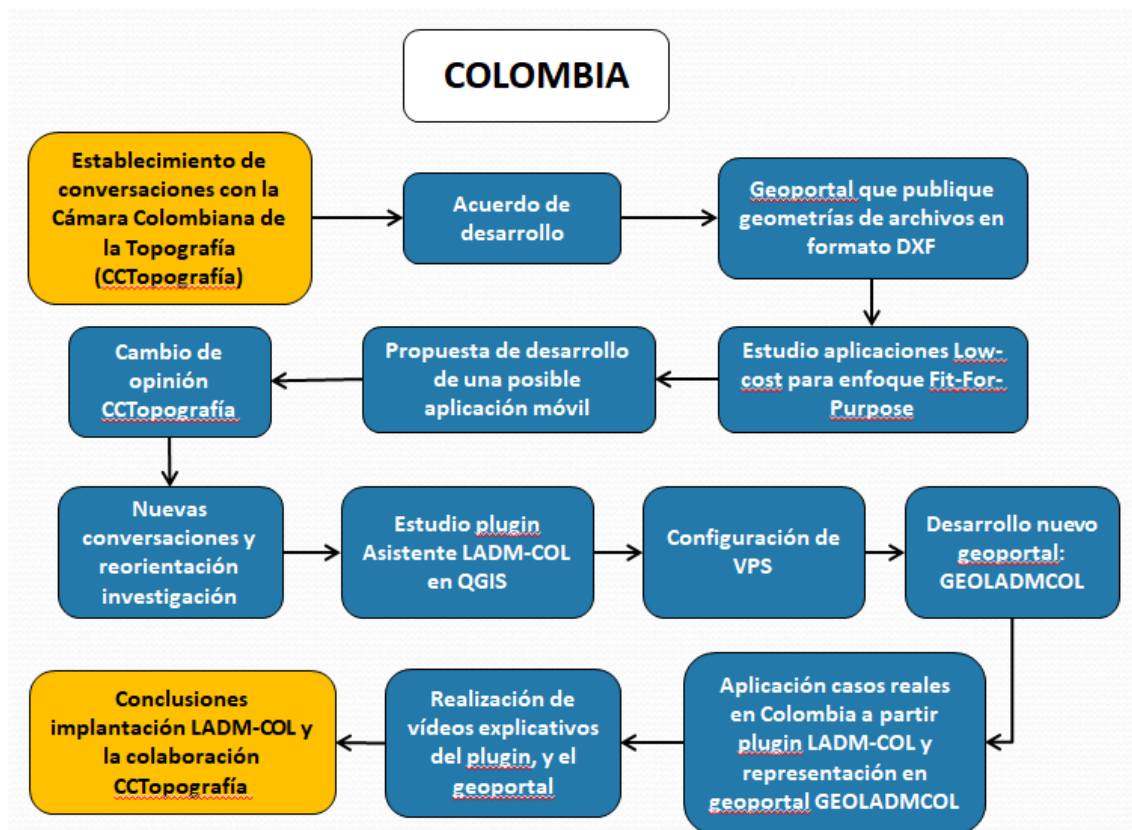 COLOMBIA
Establecimiento de
conversaciones con la
Cámara Colombiana de
la Topografía
(CCTopografía)
Acuerdo de
desarrollo
Geoportal que publique
geometrías de archivos en
formato DXF
Estudio aplicaciones Low-
cost para enfoque Fit-For-
Purpose
Propuesta de desarrollo
de una posible
aplicación móvil
Cambio de
opinión
CCTopografía
Nuevas
conversaciones y
reorientación
investigación
Estudio plugin
Asistente LADM-COL
en QGIS
Configuración de
VPS
Desarrollo nuevo
geoportal:
GEOLADMCOL
Aplicación casos reales
en Colombia a partir
plugin LADM-COL y
representación en
geoportal GEOLADMCOL
Realización de
vídeos explicativos
del plugin, y el
geoportal
Conclusiones
implantación LADM-COL y
la colaboración
CCTopografía